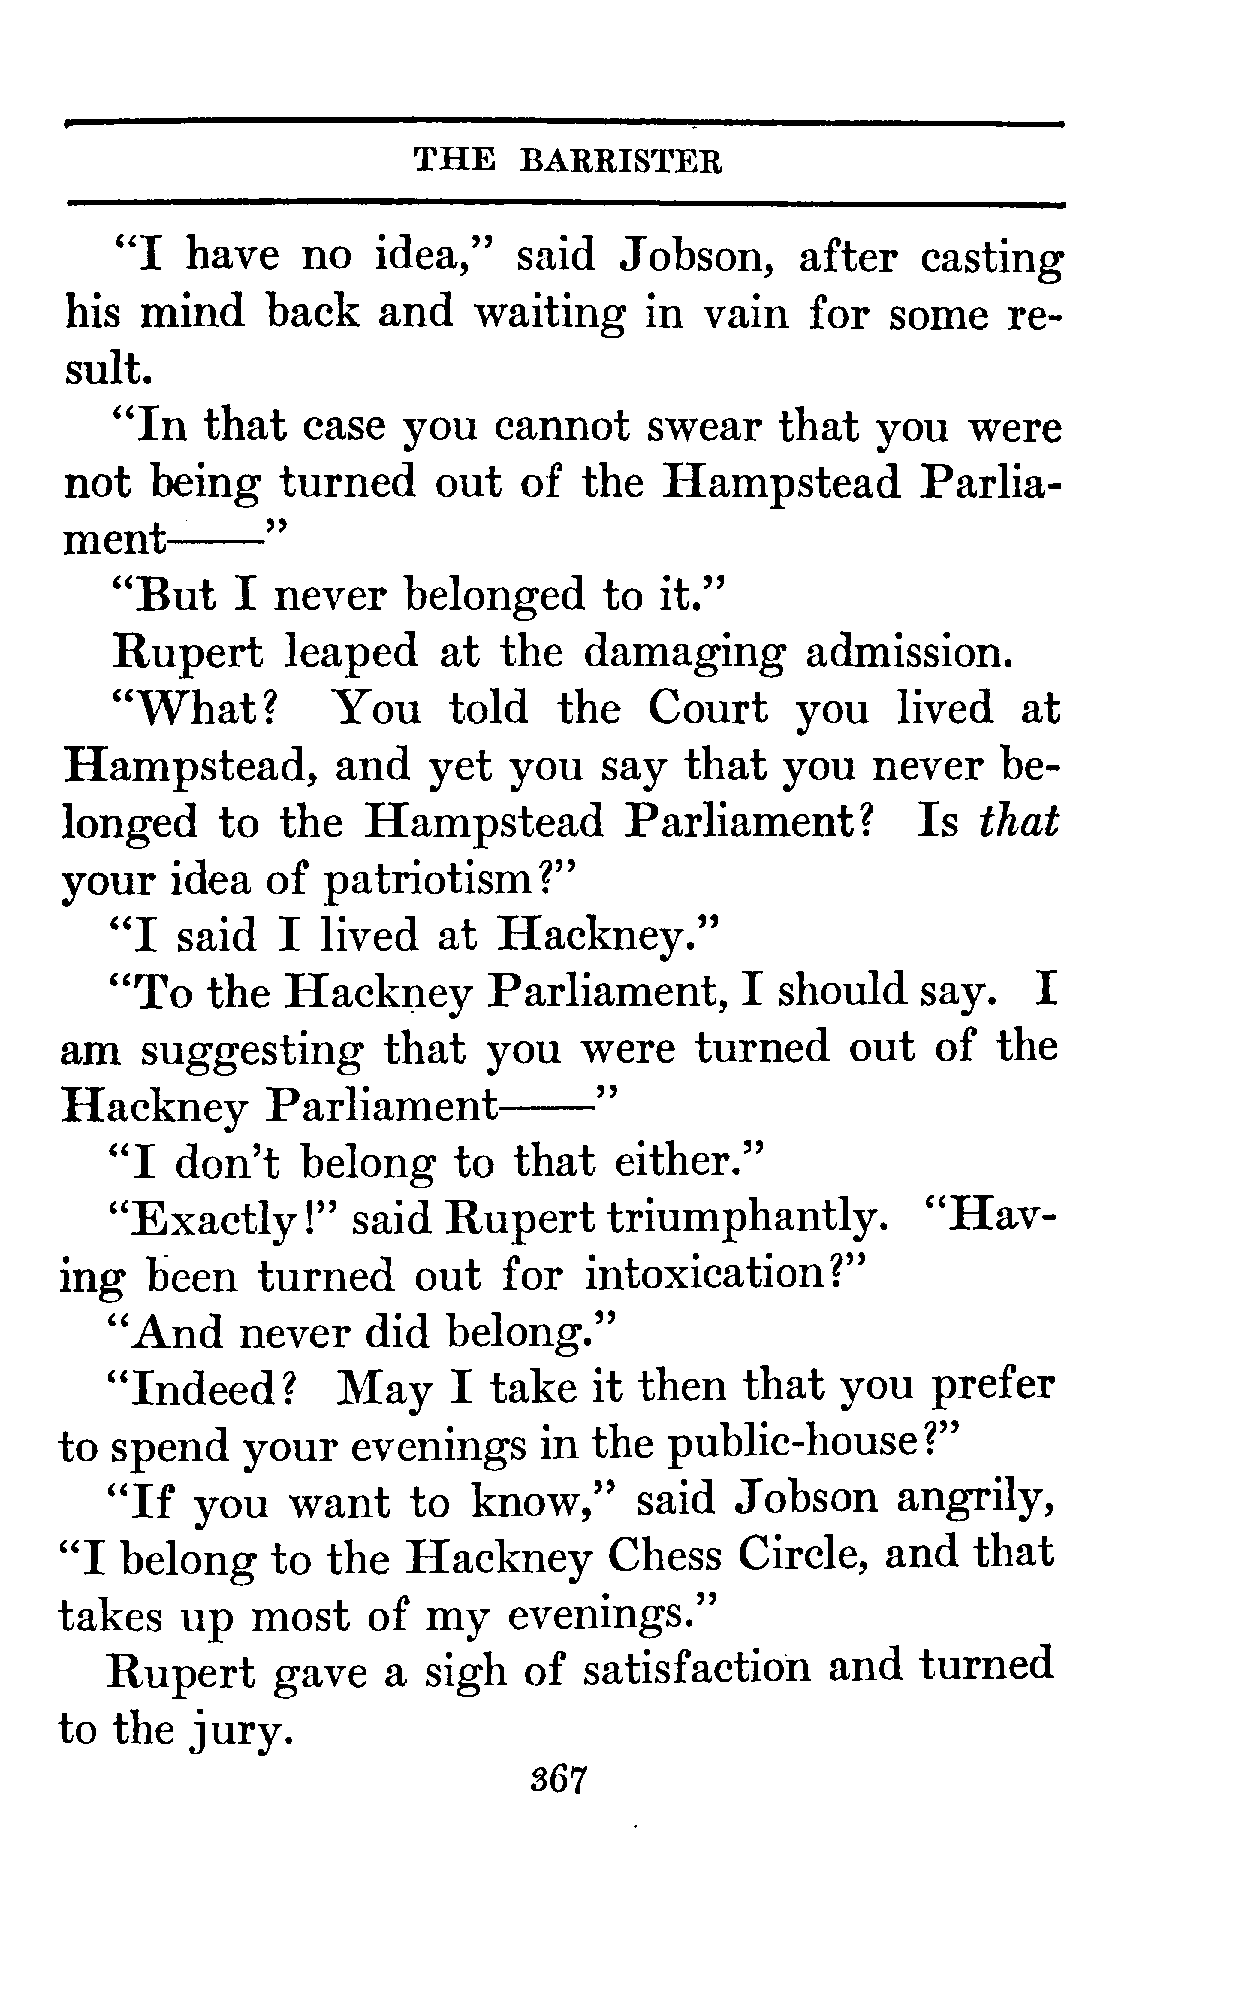 THE BARRISTER
“I have no idea,” said Jobson, after casting
his mind back and waiting in vain for some re-
sult.
“In that case you cannot swear that you were
not being turned out of the Hampstead Parlia-
ment——”
“But I never belonged to it.”
Rupert leaped at the damaging admission.
“What? You told the Court you lived at
Hampstead, and yet you say that you never be-
longed to the Hampstead Parliament? Is that
your idea of patriotism?”
“I said I lived at Hackney.”
“To the Hackney Parliament, I should say. I
am suggesting that you were turned out of the
Hackney Parliament——”
“I don’t belong to that either.”
“Exactly!” said Rupert triumphantly. “Hav-
ing been turned out for intoxication?”
“And never did belong.”
“Indeed? May I take it then that you prefer
to spend your evenings in the public-house?”
“If you want to know,” said Jobson angrily,
“I belong to the Hackney Chess Circle, and that
takes up most of my evenings.”
Rupert gave a sigh of satisfaction and turned
to the jury.
367